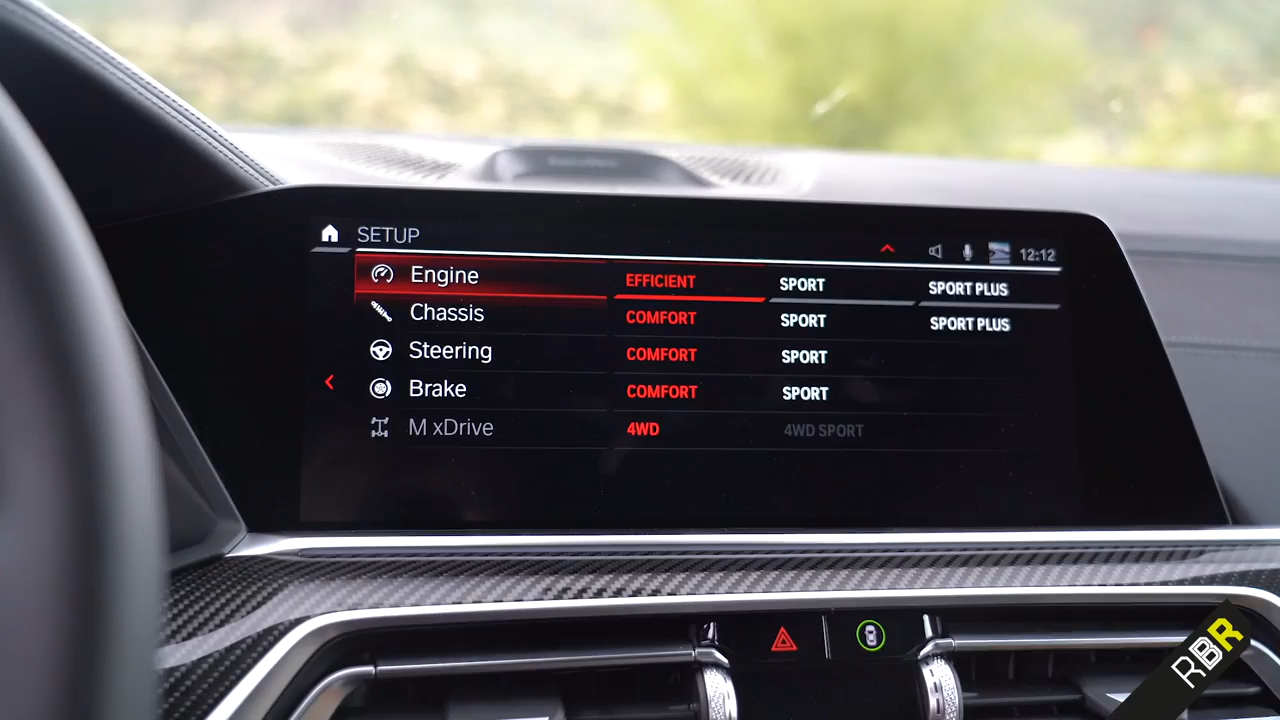 SETUP 12:12
Engine EFFICIENT SPORT SPORT PLUS
Chassis COMFORT SPORT SPORT PLUS
Steering COMFORT SPORT
Brake COMFORT SPORT
M xDrive 4WD 4WD SPORT
RBR